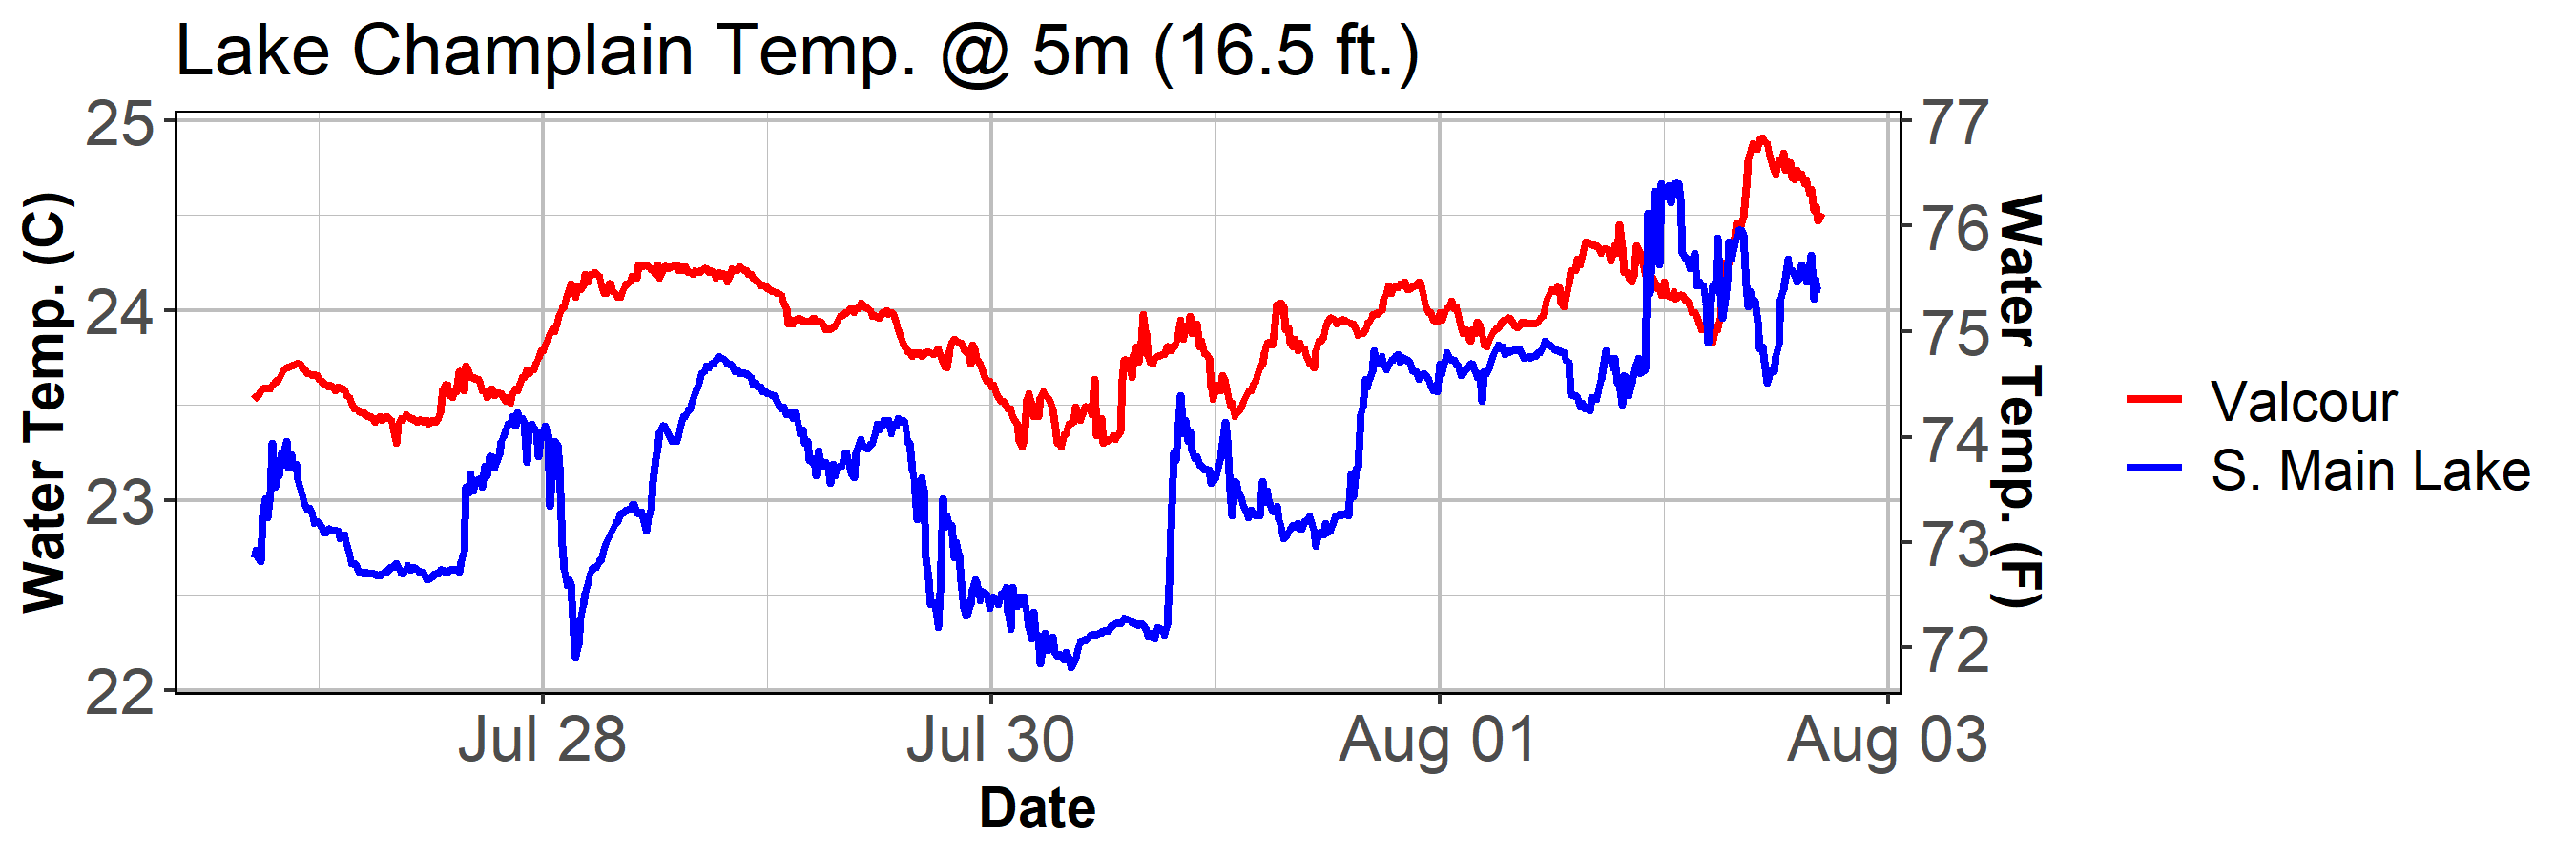 Lake Champlain Temp. @ 5m (16.5 ft.)
Water Temp. (C)
25
24
23
22
77
76
75
74
73
72
Water Temp. (F)
Jul 28
Jul 30
Aug 01
Aug 03
Date
Valcour
S. Main Lake